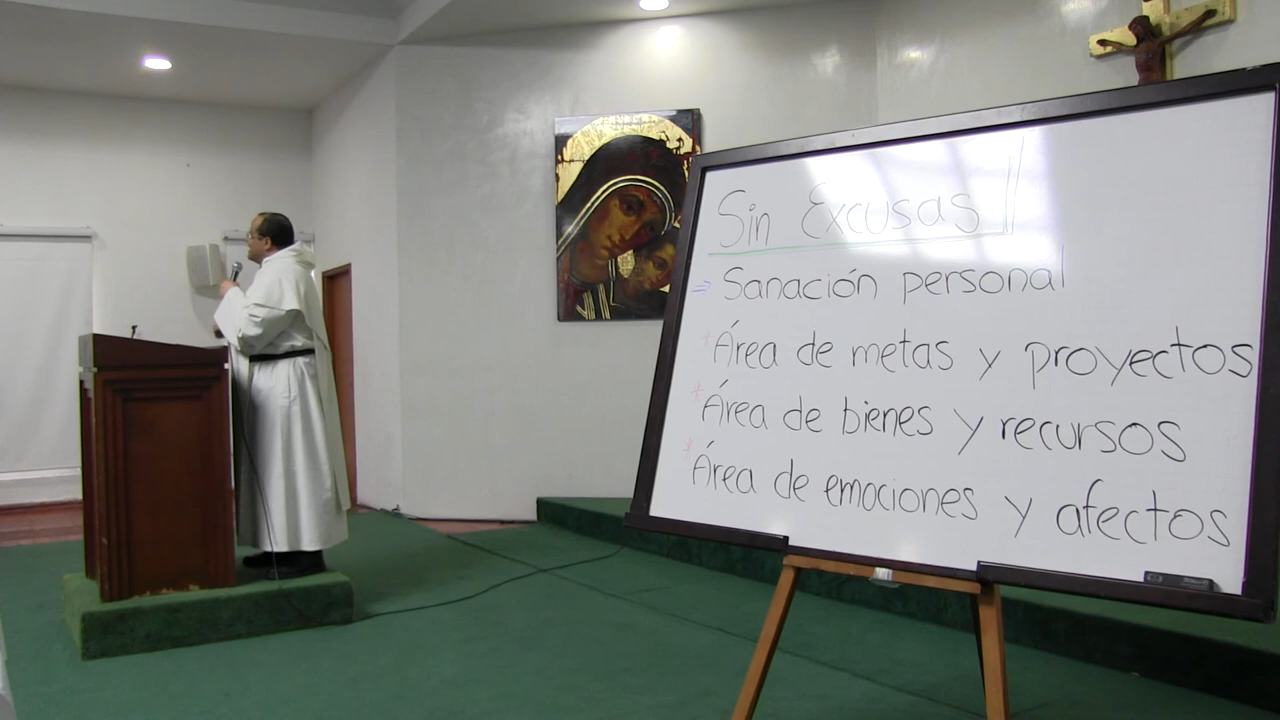 Sin Excusas
⇒ Sanación personal
* Área de metas y proyectos
* Área de bienes y recursos
* Área de emociones y afectos